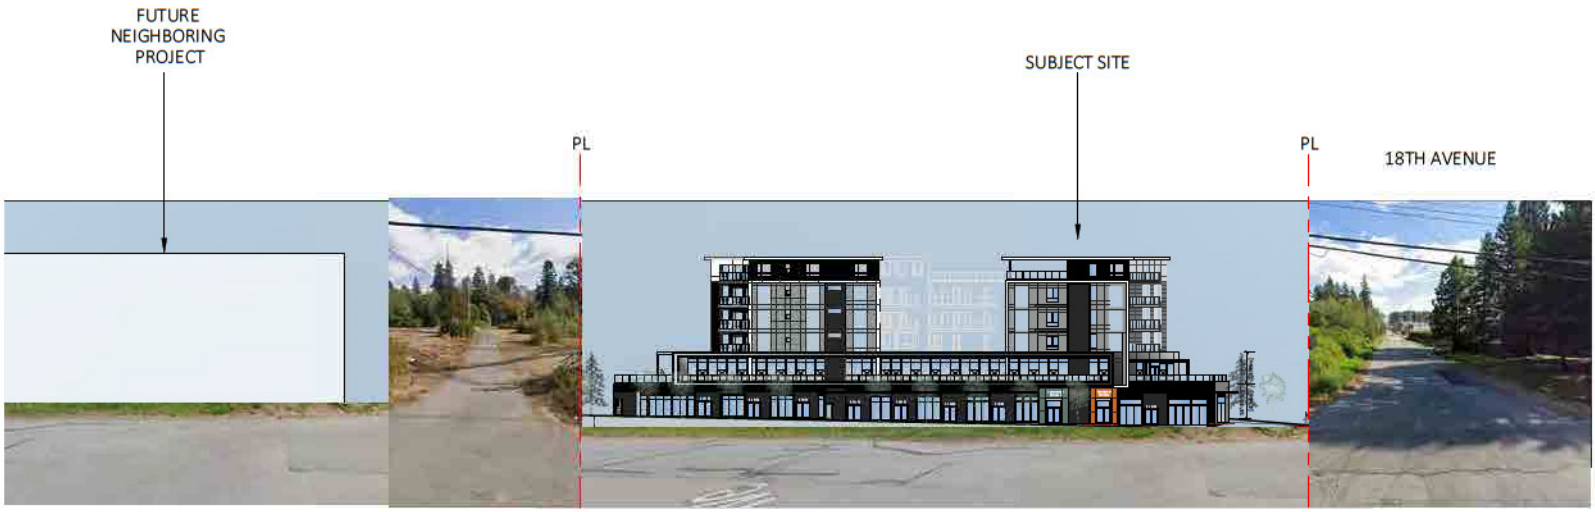 FUTURE
NEIGHBORING
PROJECT
SUBJECT SITE
PL
PL
18TH AVENUE